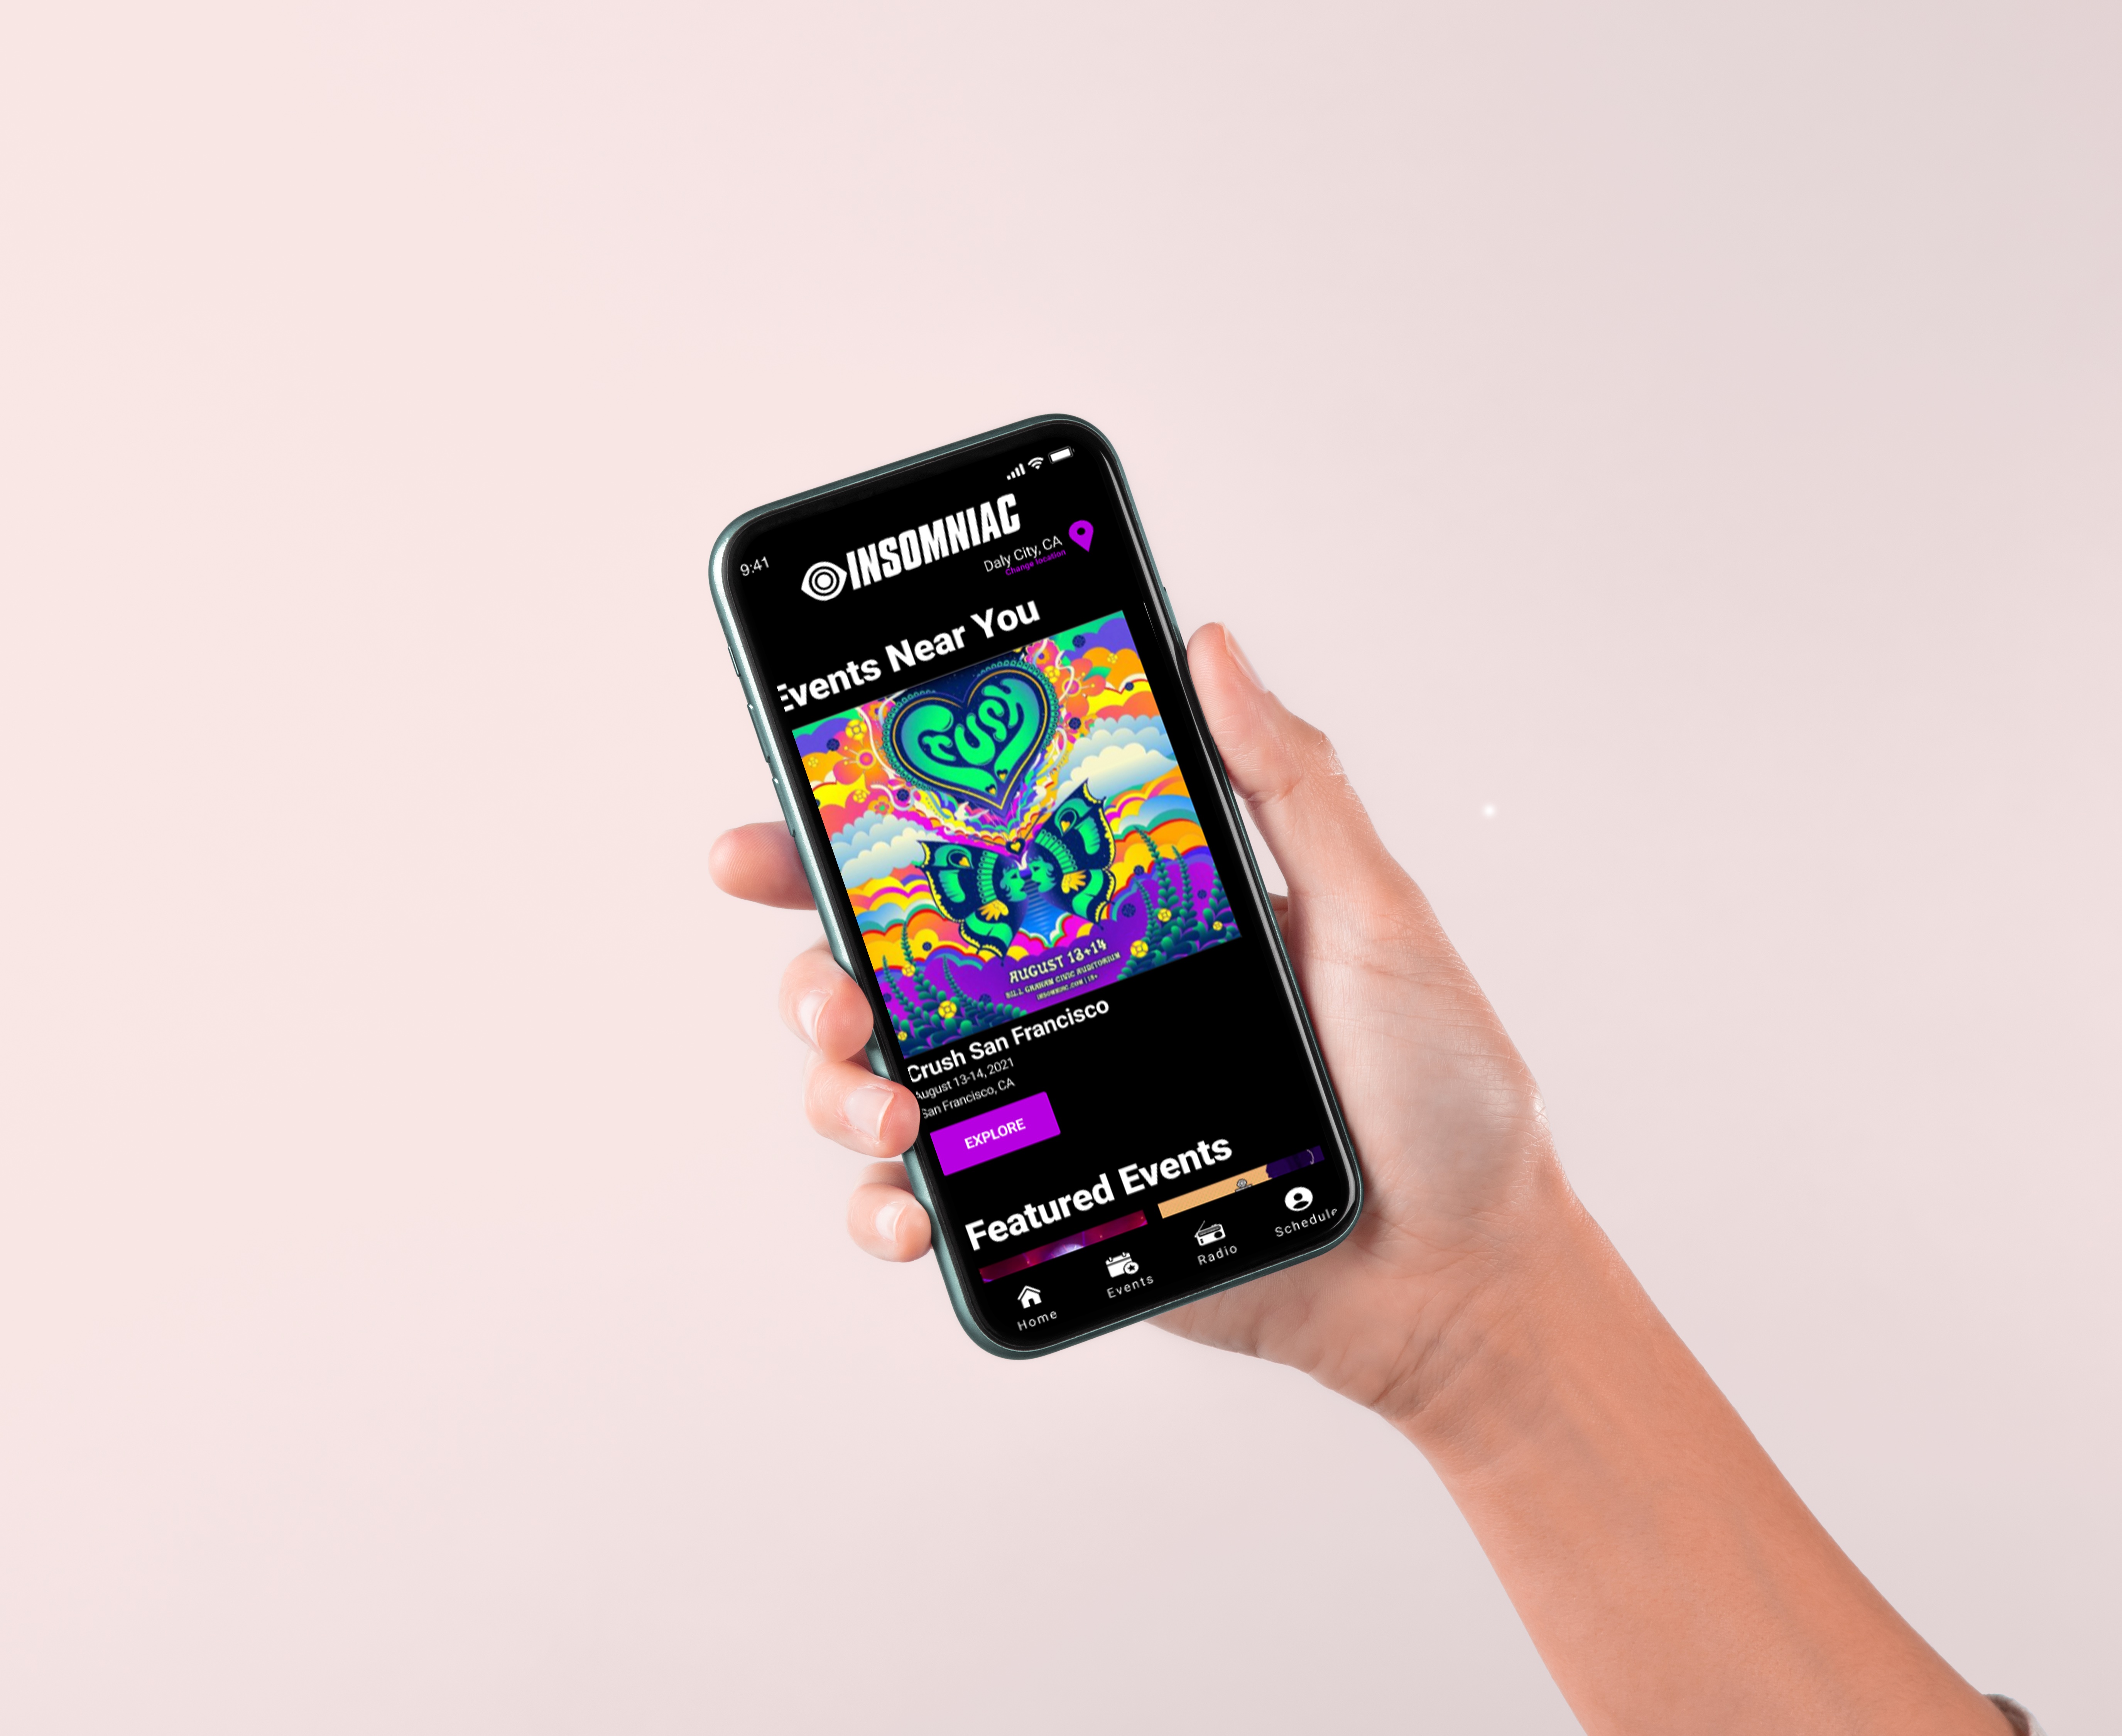 9:41
INSOMNIAC
Daly City, CA
Change location
Events Near You
CRUSH
AUGUST 13+14
BILL GRAHAM CIVIC AUDITORIUM
INSOMNIAC.COM | 18+
Crush San Francisco
August 13-14, 2021
San Francisco, CA
EXPLORE
Featured Events
Home
Events
Radio
Schedule